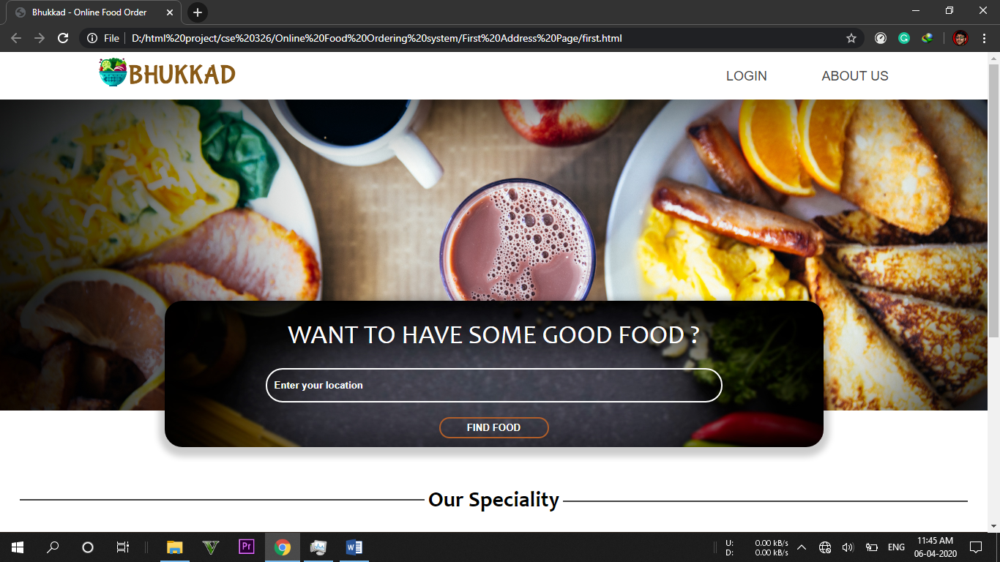 Bhukkad - Online Food Order
File
D:/html%20project/cse%20326/Online%20Food%20Ordering%20system/First%20Address%20Page/first.html
BHUKKAD
LOGIN
ABOUT US
WANT TO HAVE SOME GOOD FOOD ?
Enter your location
FIND FOOD
Our Speciality
V
Pr
W
U: 0.00 kB/s
D: 0.00 kB/s
ENG
11:45 AM
06-04-2020